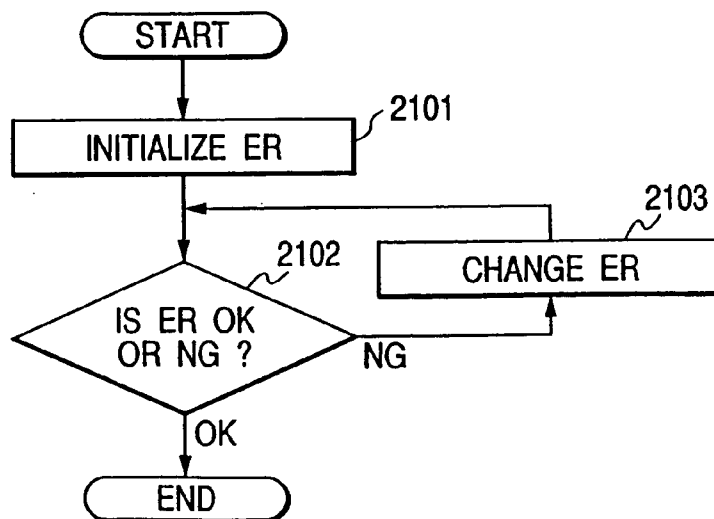 START
2101
INITIALIZE ER
2103
CHANGE ER
2102
IS ER OK
OR NG ?
NG
OK
END